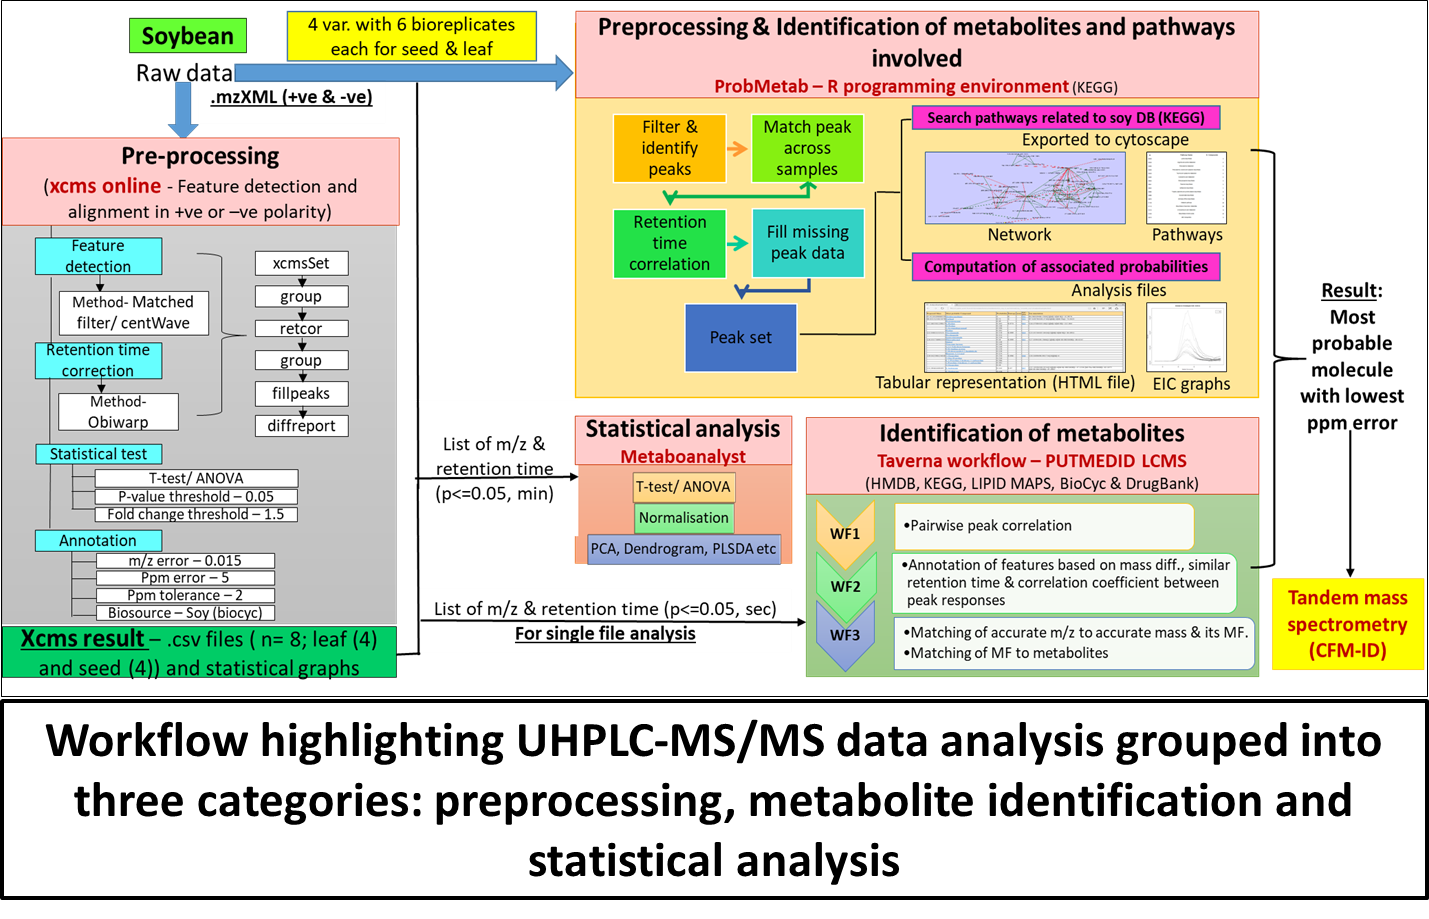 Soybean
4 var. with 6 bioreplicates
each for seed & leaf
Raw data
.mzXML (+ve & -ve)
Pre-processing
(xcms online - Feature detection and
alignment in +ve or –ve polarity)
Feature
detection
Method- Matched
filter/ centWave
Retention time
correction
Method-
Obiwarp
xcmsSet
group
retcor
group
fillpeaks
diffreport
Statistical test
T-test/ ANOVA
P-value threshold – 0.05
Fold change threshold – 1.5
Annotation
m/z error – 0.015
Ppm error – 5
Ppm tolerance – 2
Biosource – Soy (biocyc)
Xcms result – .csv files ( n= 8; leaf (4)
and seed (4)) and statistical graphs
Preprocessing & Identification of metabolites and pathways
involved
ProbMetab – R programming environment (KEGG)
Filter &
identify
peaks
Match peak
across
samples
Retention
time
correlation
Fill missing
peak data
Peak set
Search pathways related to soy DB (KEGG)
Exported to cytoscape
Network
Pathways
Computation of associated probabilities
Analysis files
Tabular representation (HTML file)
EIC graphs
List of m/z &
retention time
(p<=0.05, min)
Statistical analysis
Metaboanalyst
T-test/ ANOVA
Normalisation
PCA, Dendrogram, PLSDA etc
List of m/z & retention time (p<=0.05, sec)
For single file analysis
Identification of metabolites
Taverna workflow – PUTMEDID LCMS
(HMDB, KEGG, LIPID MAPS, BioCyc & DrugBank)
WF1
•Pairwise peak correlation
WF2
•Annotation of features based on mass diff., similar
retention time & correlation coefficient between
peak responses
WF3
•Matching of accurate m/z to accurate mass & its MF.
•Matching of MF to metabolites
Result:
Most
probable
molecule
with lowest
ppm error
Tandem mass
spectrometry
(CFM-ID)
Workflow highlighting UHPLC-MS/MS data analysis grouped into
three categories: preprocessing, metabolite identification and
statistical analysis